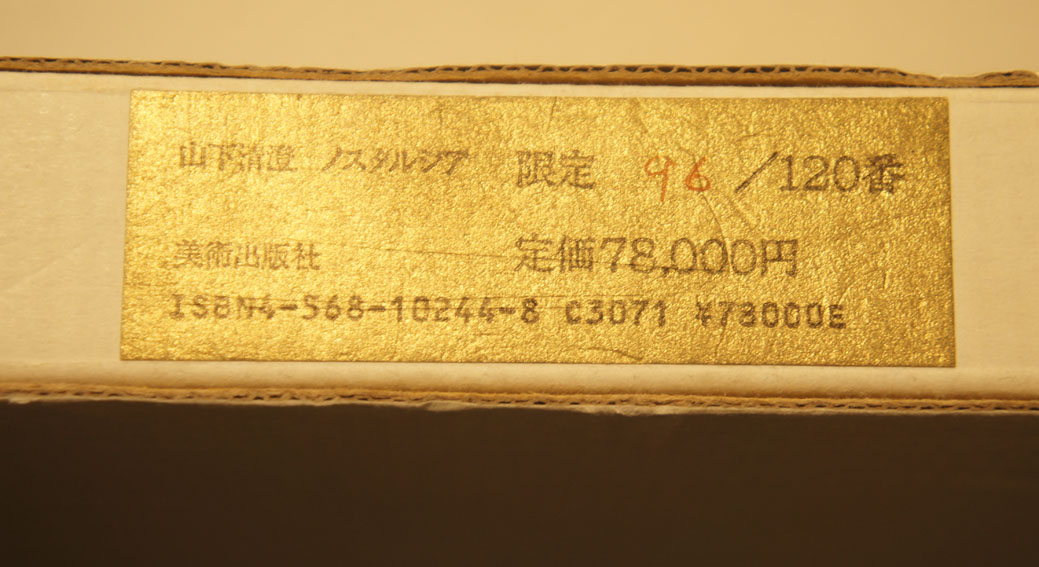 山下清澄 ノスタルジア 限定 96/120番
美術出版社 定価78,000円
ISBN4-568-10244-8 C3071 ¥78000E